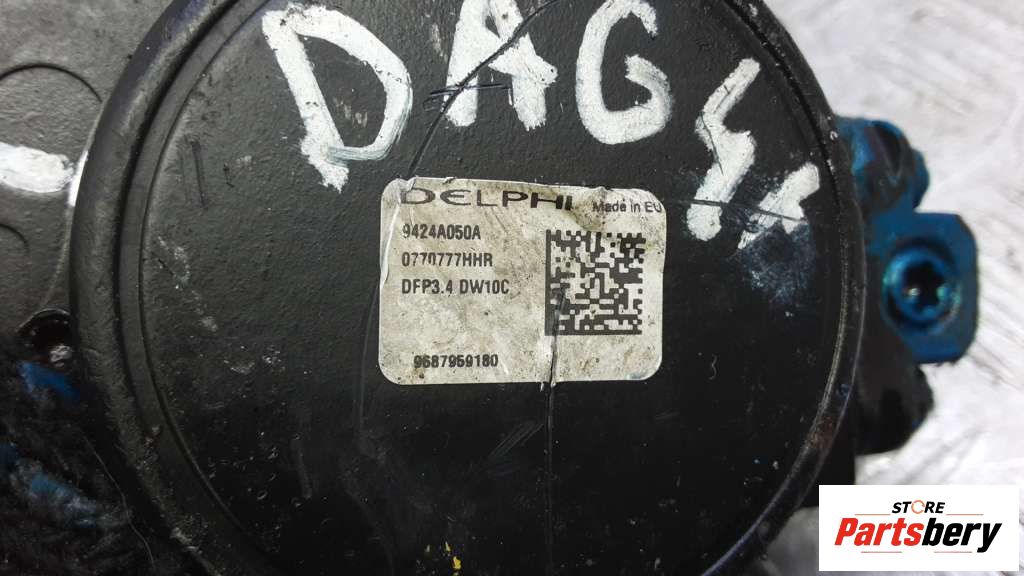 DAG
DELPHI Made in EU
9424A050A
0770777HHR
DFP3.4 DW10C
9687959180
STORE
Partsbery